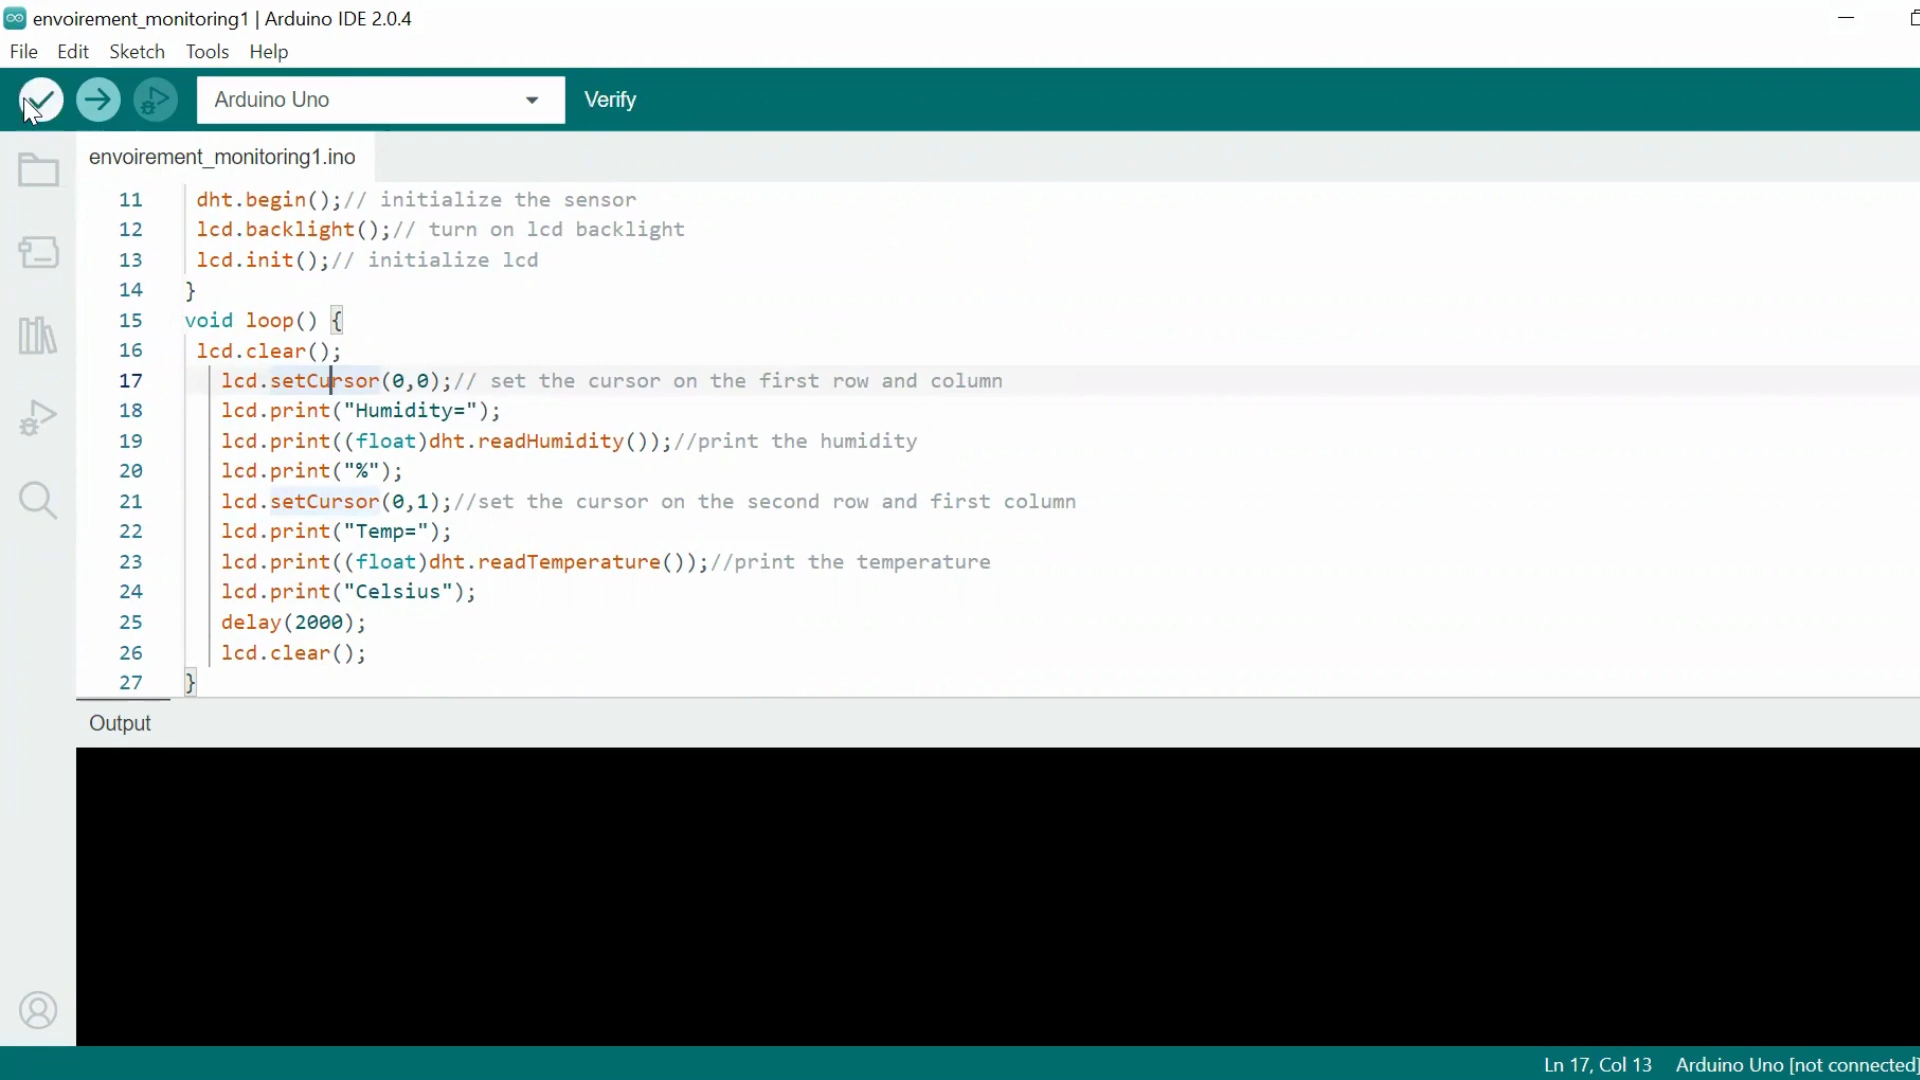 envoirement_monitoring1 | Arduino IDE 2.0.4
File Edit Sketch Tools Help
Arduino Uno Verify
envoirement_monitoring1.ino
11 dht.begin();// initialize the sensor
12 lcd.backlight();// turn on lcd backlight
13 lcd.init();// initialize lcd
14 }
15 void loop() {
16 lcd.clear();
17 lcd.setCursor(0,0);// set the cursor on the first row and column
18 lcd.print("Humidity=");
19 lcd.print((float)dht.readHumidity());//print the humidity
20 lcd.print("%");
21 lcd.setCursor(0,1);//set the cursor on the second row and first column
22 lcd.print("Temp=");
23 lcd.print((float)dht.readTemperature());//print the temperature
24 lcd.print("Celsius");
25 delay(2000);
26 lcd.clear();
27 }
Output
Ln 17, Col 13 Arduino Uno [not connected]